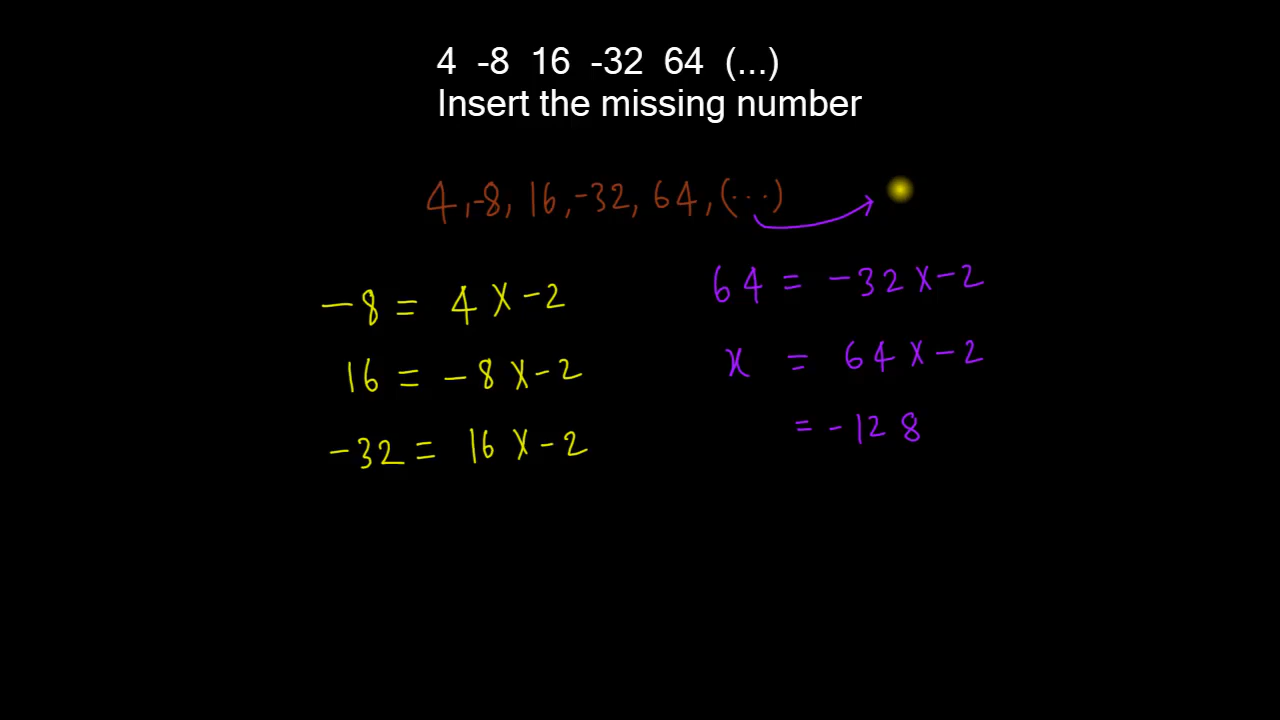 4 -8 16 -32 64 (...)
Insert the missing number
4, -8, 16, -32, 64, (...)
-8 = 4 x -2
16 = -8 x -2
-32 = 16 x -2
64 = -32 x -2
x = 64 x -2
= -128